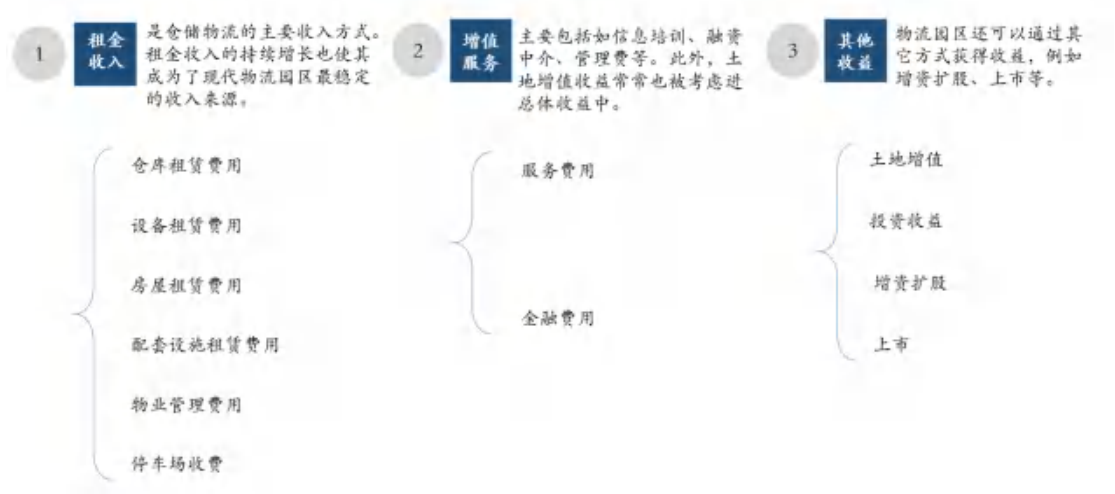 1
租金
收入
是仓储物流的主要收入方式。
租金收入的持续增长也使其
成为了现代物流园区最稳定
的收入来源。
仓库租赁费用
设备租赁费用
房屋租赁费用
配套设施租赁费用
物业管理费用
停车场收费
2
增值
服务
主要包括如信息培训、融资
中介、管理费等。此外，土
地增值收益常常也被考虑进
总体收益中。
服务费用
金融费用
3
其他
收益
物流园区还可以通过其
它方式获得收益，例如
增资扩股、上市等。
土地增值
投资收益
增资扩股
上市